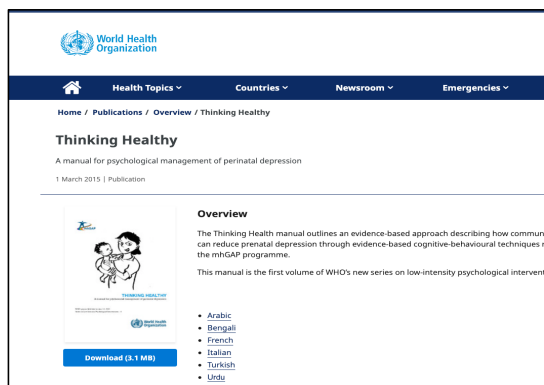 World Health
Organization
Health Topics
Countries
Newsroom
Emergencies
Home / Publications / Overview / Thinking Healthy
Thinking Healthy
A manual for psychological management of perinatal depression
1 March 2015 | Publication
Overview
The Thinking Health manual outlines an evidence-based approach describing how commun
can reduce prenatal depression through evidence-based cognitive-behavioural techniques r
the mhGAP programme.
This manual is the first volume of WHO's new series on low-intensity psychological intervent
mhGAP
THINKING HEALTHY
World Health
Organization
Download (3.1 MB)
• Arabic
• Bengali
• French
• Italian
• Turkish
• Urdu